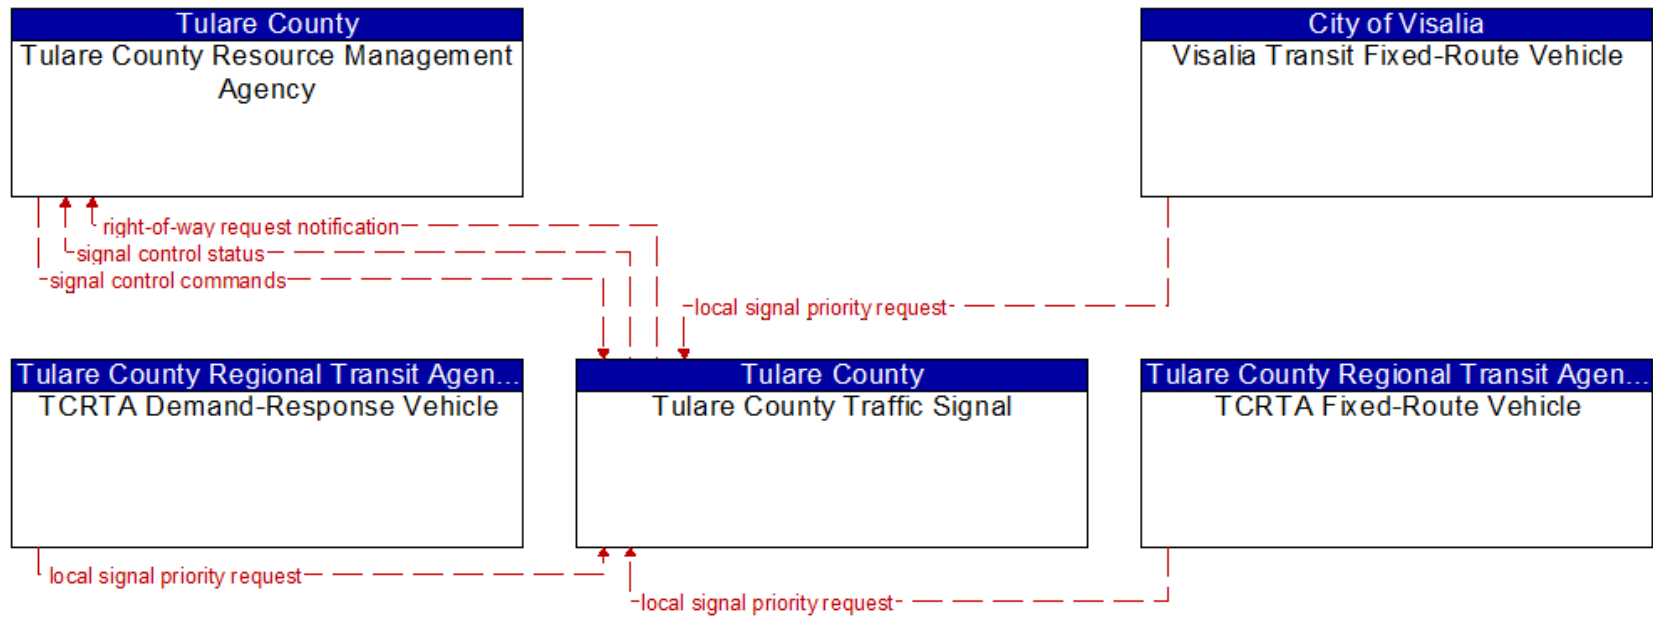 Tulare County
Tulare County Resource Management
Agency
City of Visalia
Visalia Transit Fixed-Route Vehicle
right-of-way request notification
signal control status
signal control commands
local signal priority request
Tulare County Regional Transit Agen...
TCRTA Demand-Response Vehicle
Tulare County
Tulare County Traffic Signal
Tulare County Regional Transit Agen...
TCRTA Fixed-Route Vehicle
local signal priority request
local signal priority request